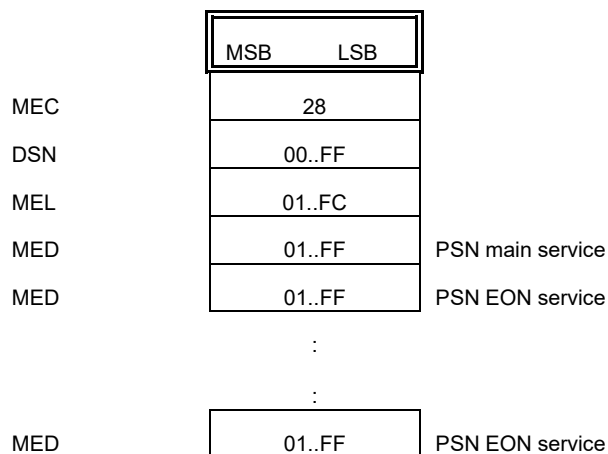 MSB LSB
MEC 28
DSN 00..FF
MEL 01..FC
MED 01..FF PSN main service
MED 01..FF PSN EON service
:
:
MED 01..FF PSN EON service